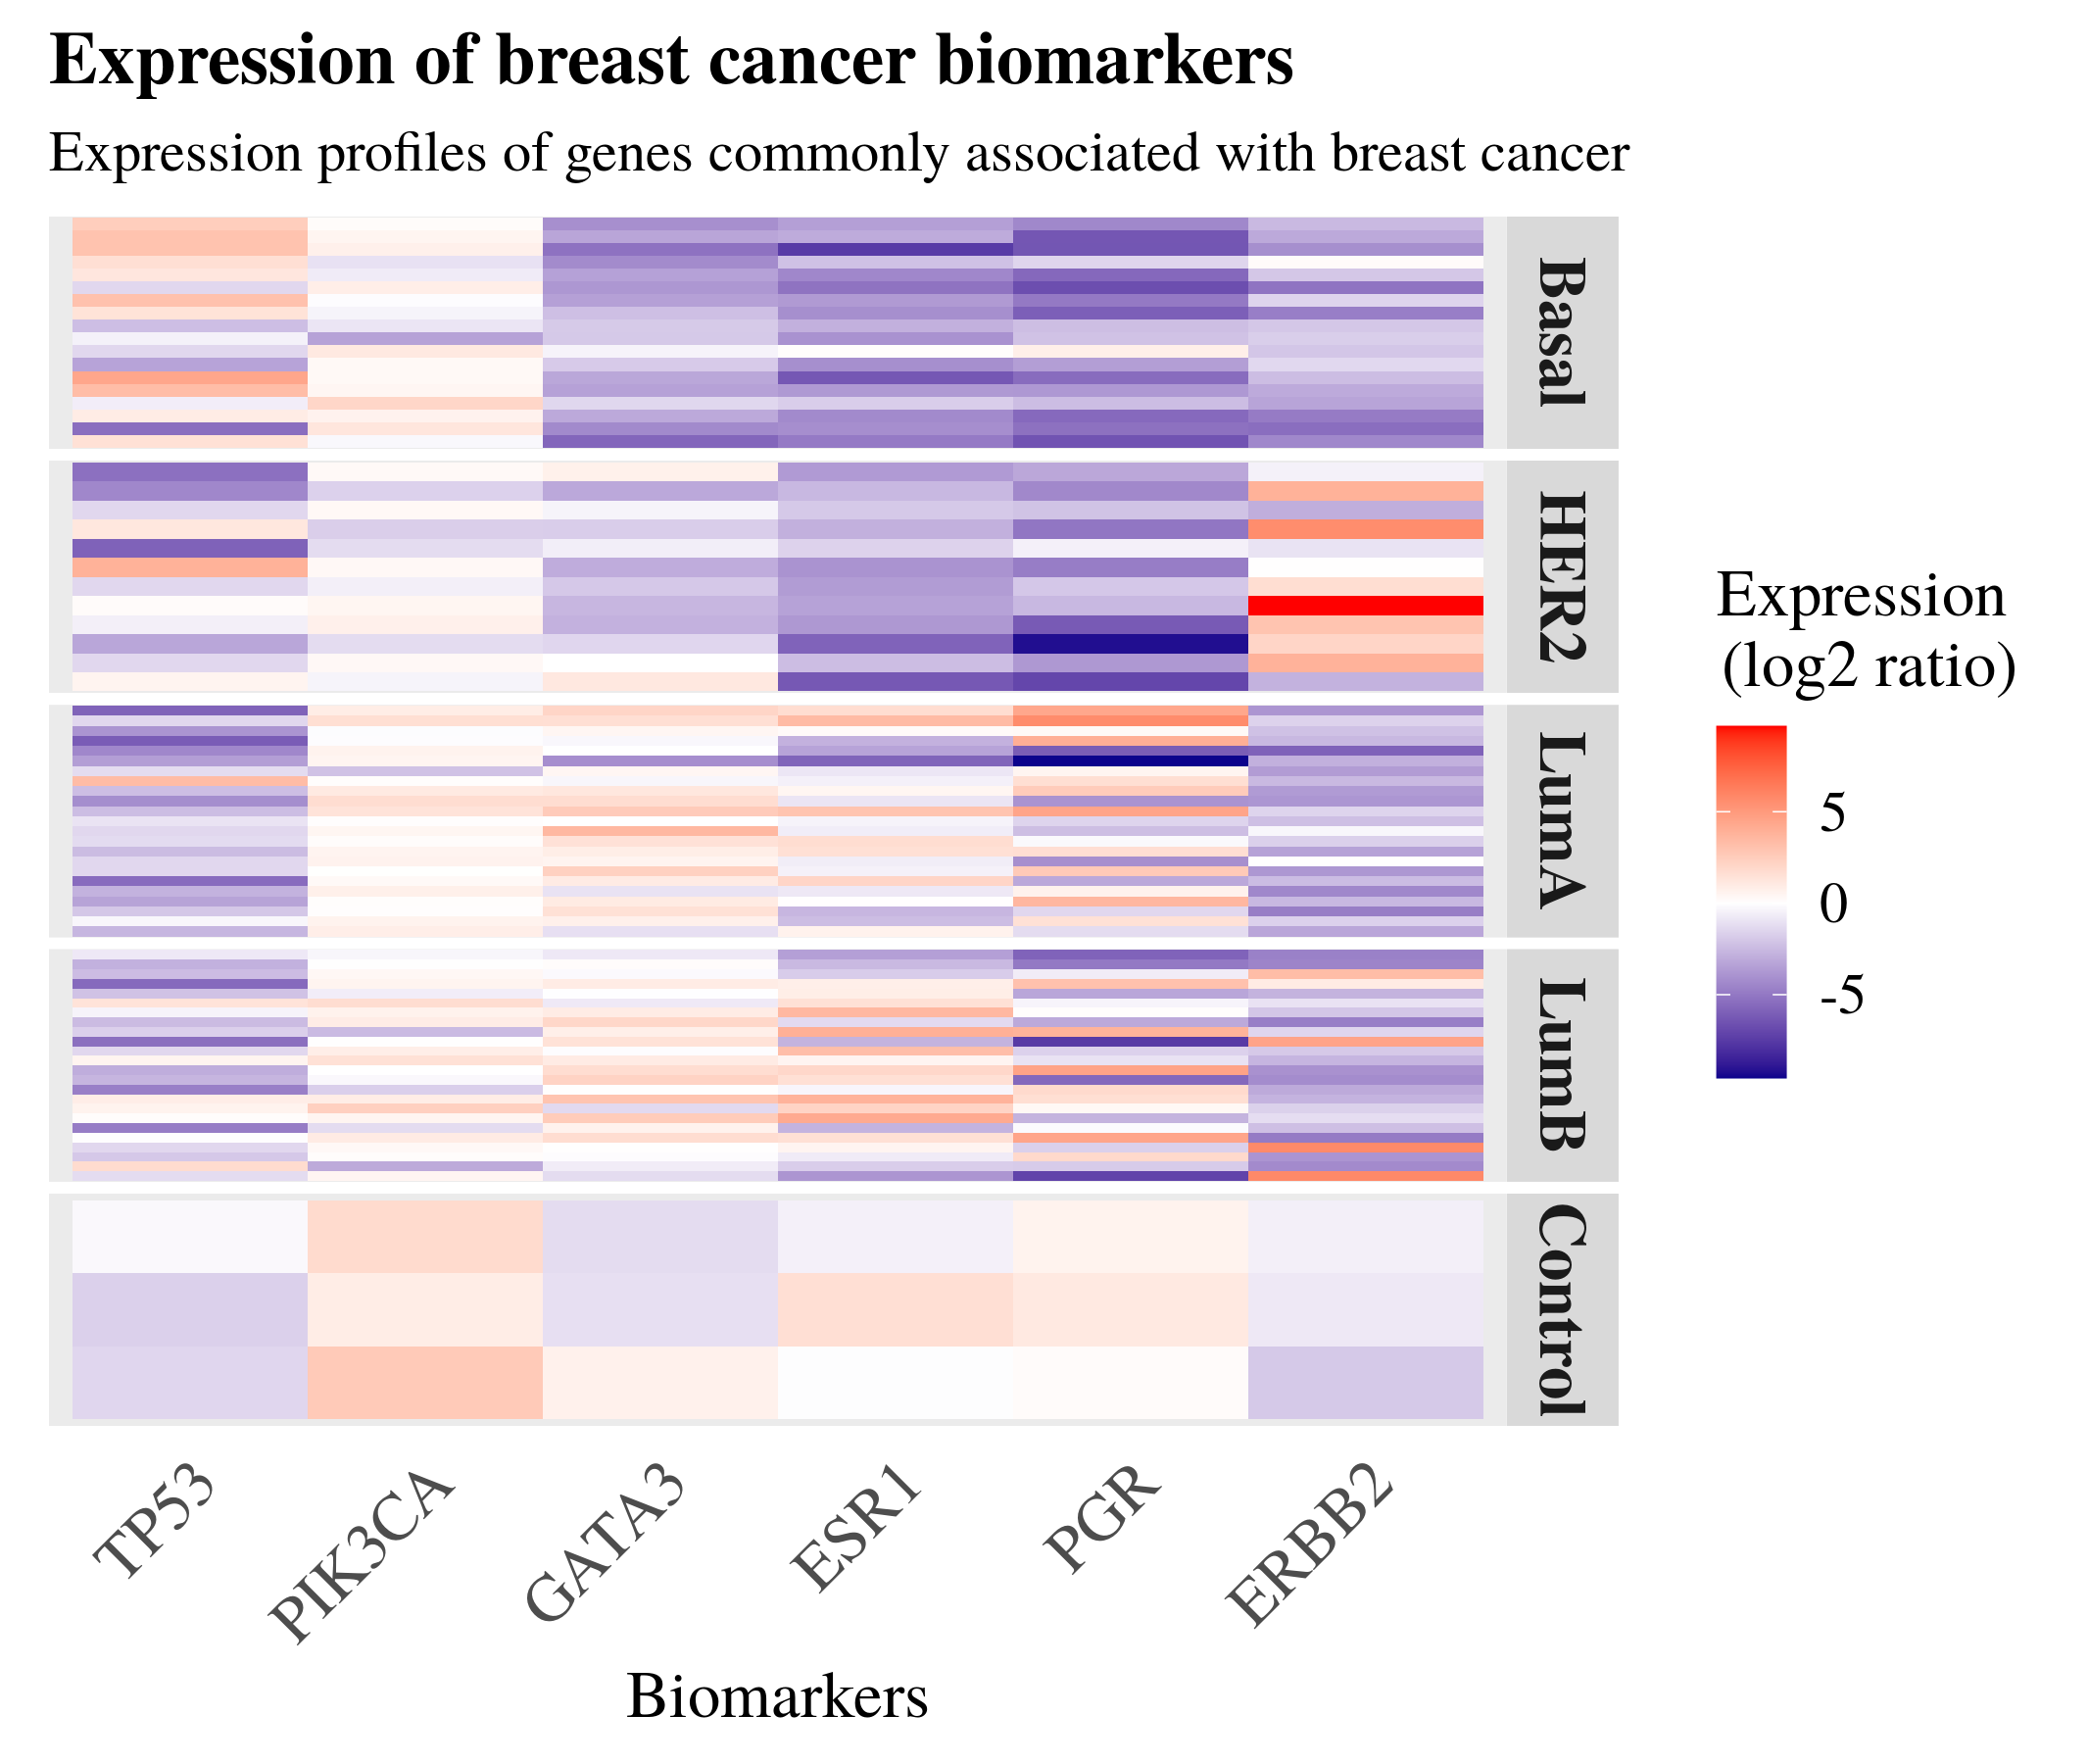 Expression of breast cancer biomarkers
Expression profiles of genes commonly associated with breast cancer
Basal
HER2
LumA
LumB
Control
Expression
(log2 ratio)
5
0
-5
TP53
PIK3CA
GATA3
ESR1
PGR
ERBB2
Biomarkers